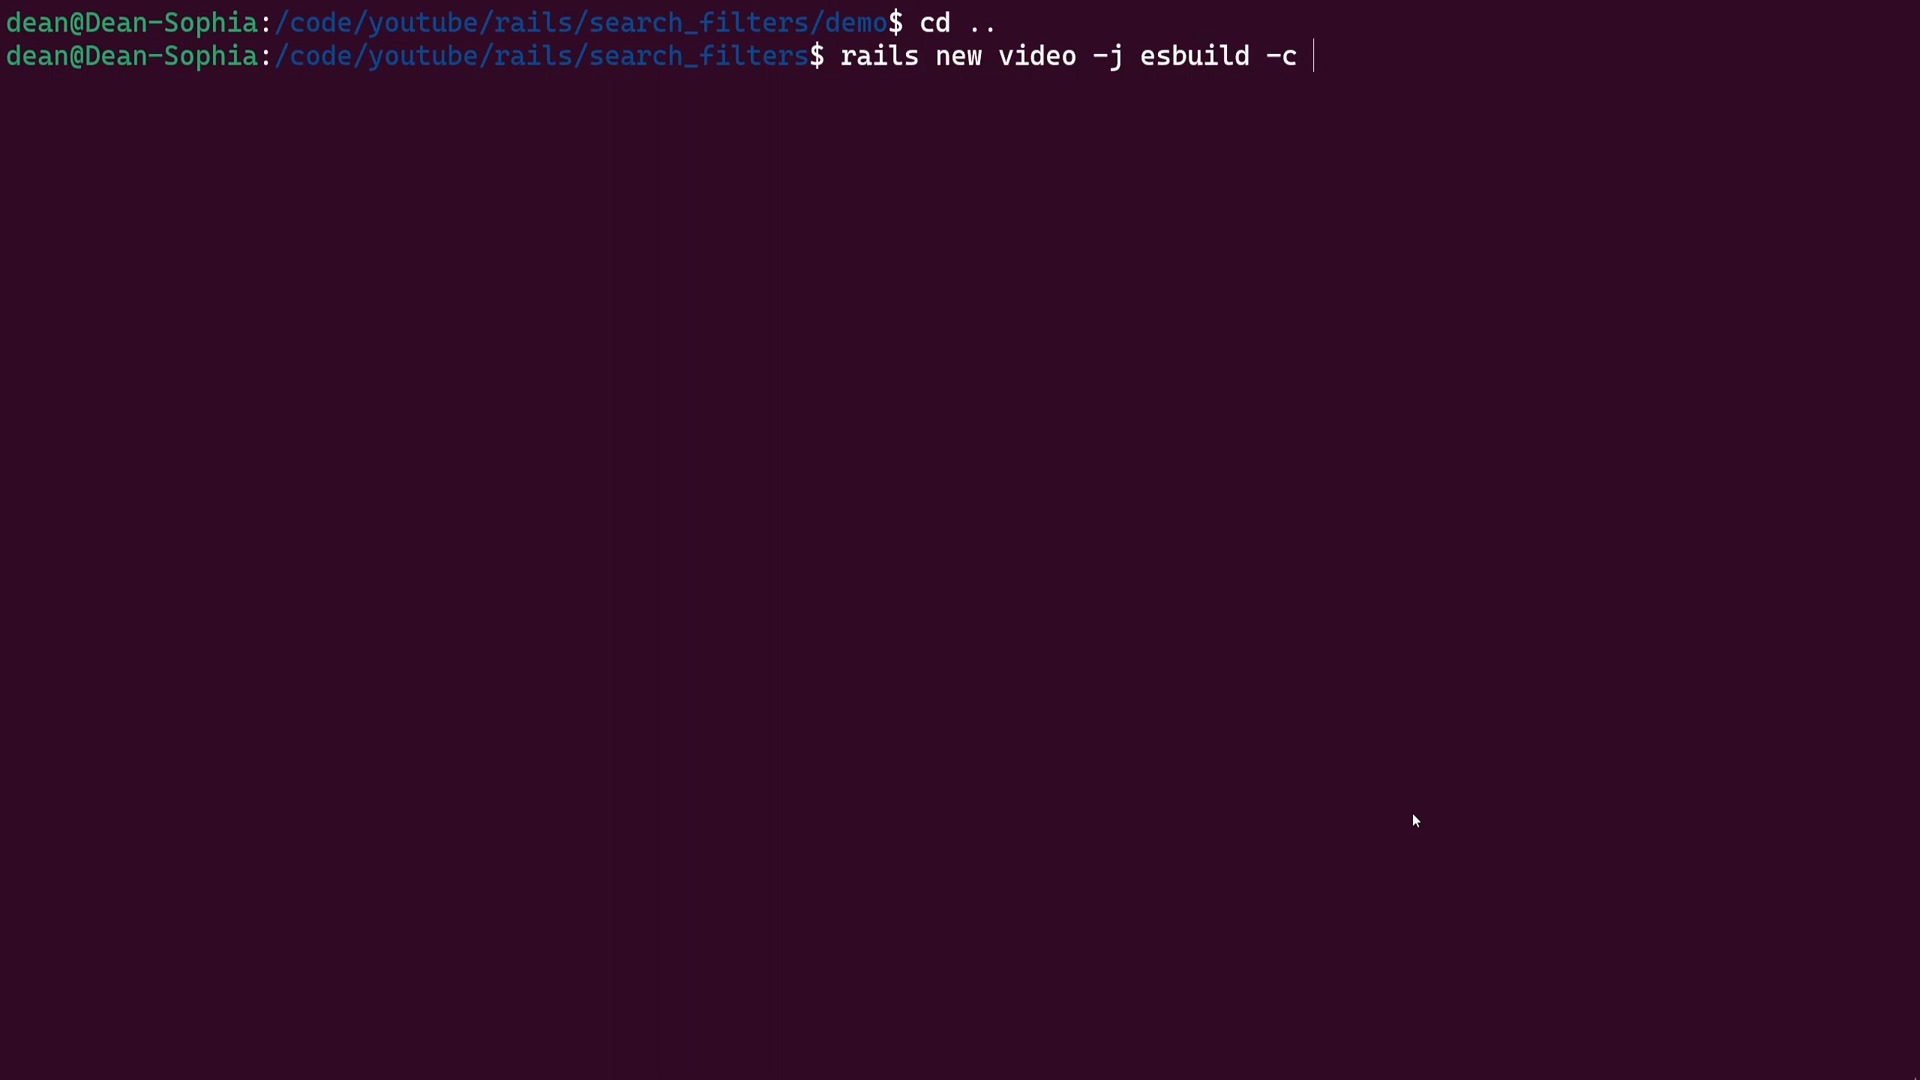 dean@Dean-Sophia:/code/youtube/rails/search_filters/demo$ cd ..
dean@Dean-Sophia:/code/youtube/rails/search_filters$ rails new video -j esbuild -c